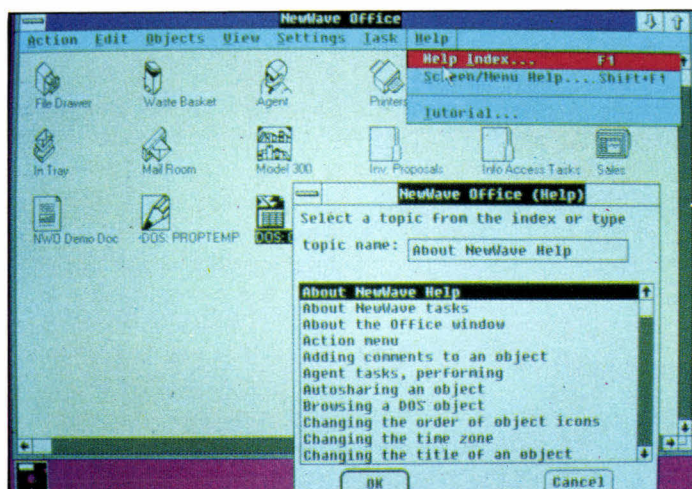 NewWave Office
Action Edit Objects View Settings Task Help
Help Index... F1
Screen/Menu Help....Shift+F1
Tutorial...
File Drawer Waste Basket Agent Printers
In Tray Mail Room Model 300 Inv. Proposals Info Access Tasks Sales
NWO Demo Doc DOS: PROPTEMP DOS:
NewWave Office (Help)
Select a topic from the index or type
topic name: About NewWave Help
About NewWave Help
About NewWave tasks
About the Office window
Action menu
Adding comments to an object
Agent tasks, performing
Autosharing an object
Browsing a DOS object
Changing the order of object icons
Changing the time zone
Changing the title of an object
OK Cancel